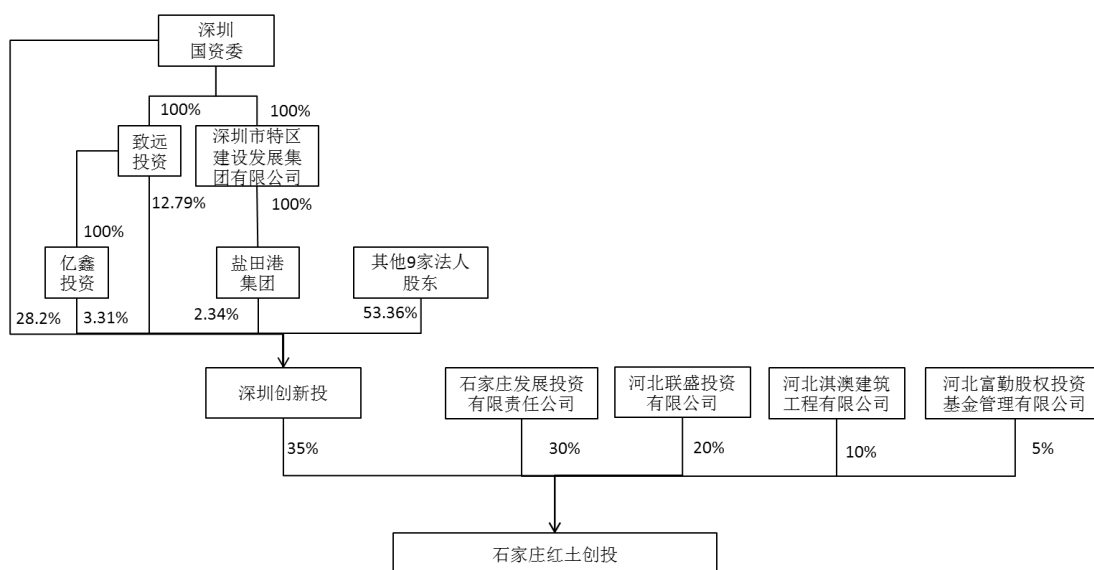 深圳
国资委
100%
100%
致远
投资
深圳市特区
建设发展集
团有限公司
12.79%
100%
100%
亿鑫
投资
盐田港
集团
其他9家法人
股东
28.2%
3.31%
2.34%
53.36%
深圳创新投
石家庄发展投资
有限责任公司
河北联盛投资
有限公司
河北淇澳建筑
工程有限公司
河北富勤股权投资
基金管理有限公司
35%
30%
20%
10%
5%
石家庄红土创投